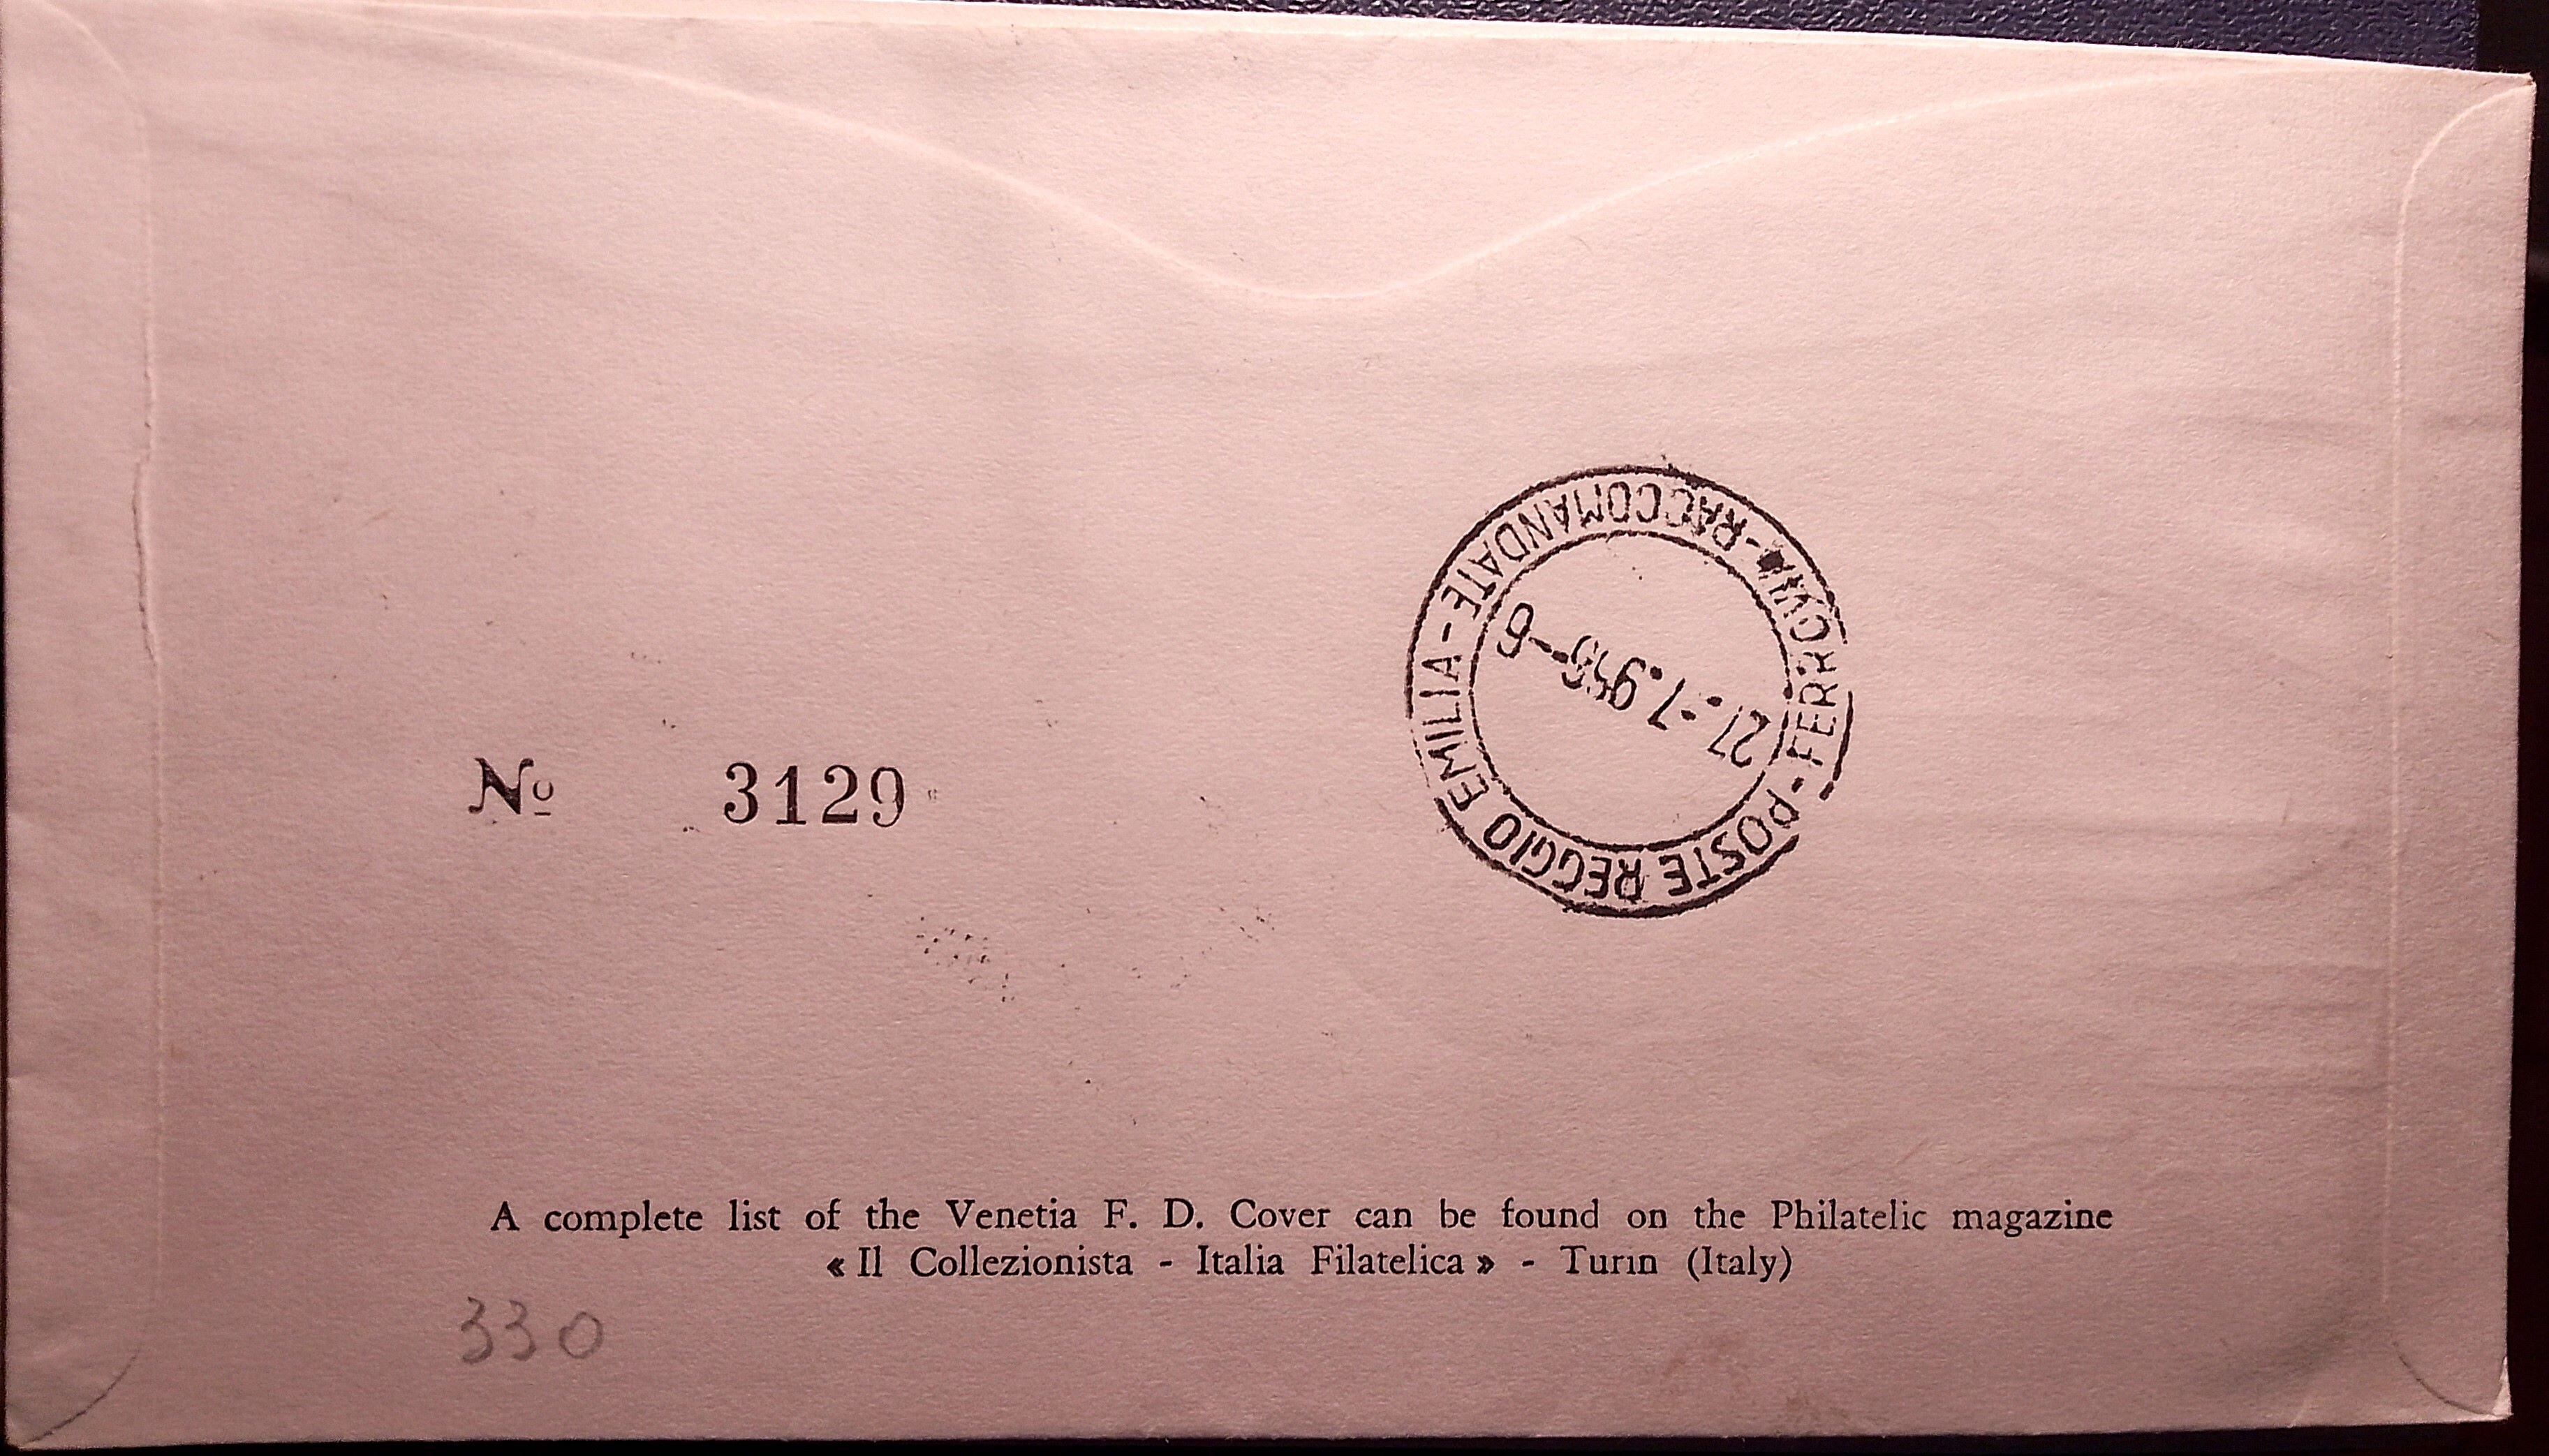 POSTE REGGIO EMILIA
- FERROVIA - RACCOMANDATE -
Nº 3129
A complete list of the Venetia F. D. Cover can be found on the Philatelic magazine
« Il Collezionista - Italia Filatelica » - Turin (Italy)
330